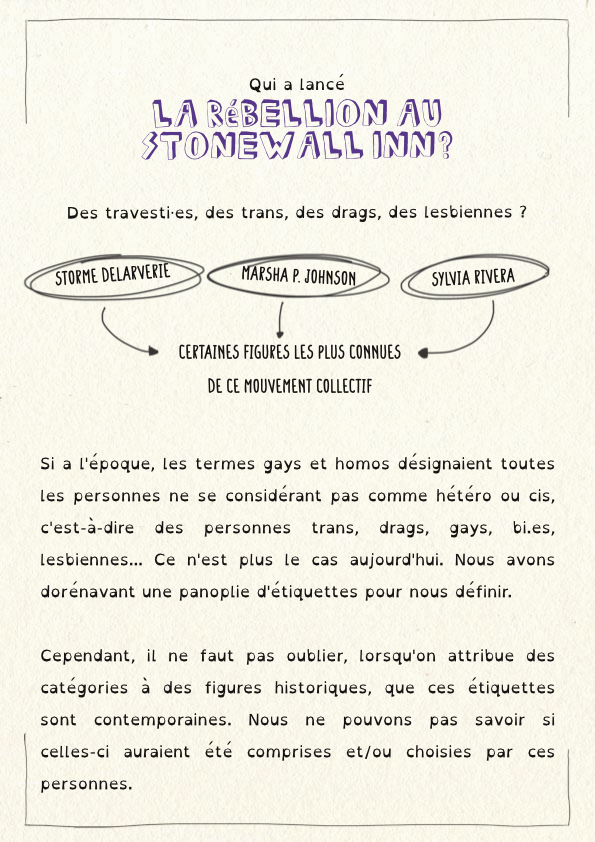 Qui a lancé
LA RéBELLION AU
STONEWALL INN?
Des travesti·es, des trans, des drags, des lesbiennes ?
STORME DELARVERIE
MARSHA P. JOHNSON
SYLVIA RIVERA
CERTAINES FIGURES LES PLUS CONNUES
DE CE MOUVEMENT COLLECTIF
Si a l'époque, les termes gays et homos désignaient toutes
les personnes ne se considérant pas comme hétéro ou cis,
c'est-à-dire des personnes trans, drags, gays, bi.es,
lesbiennes... Ce n'est plus le cas aujourd'hui. Nous avons
dorénavant une panoplie d'étiquettes pour nous définir.
Cependant, il ne faut pas oublier, lorsqu'on attribue des
catégories à des figures historiques, que ces étiquettes
sont contemporaines. Nous ne pouvons pas savoir si
celles-ci auraient été comprises et/ou choisies par ces
personnes.